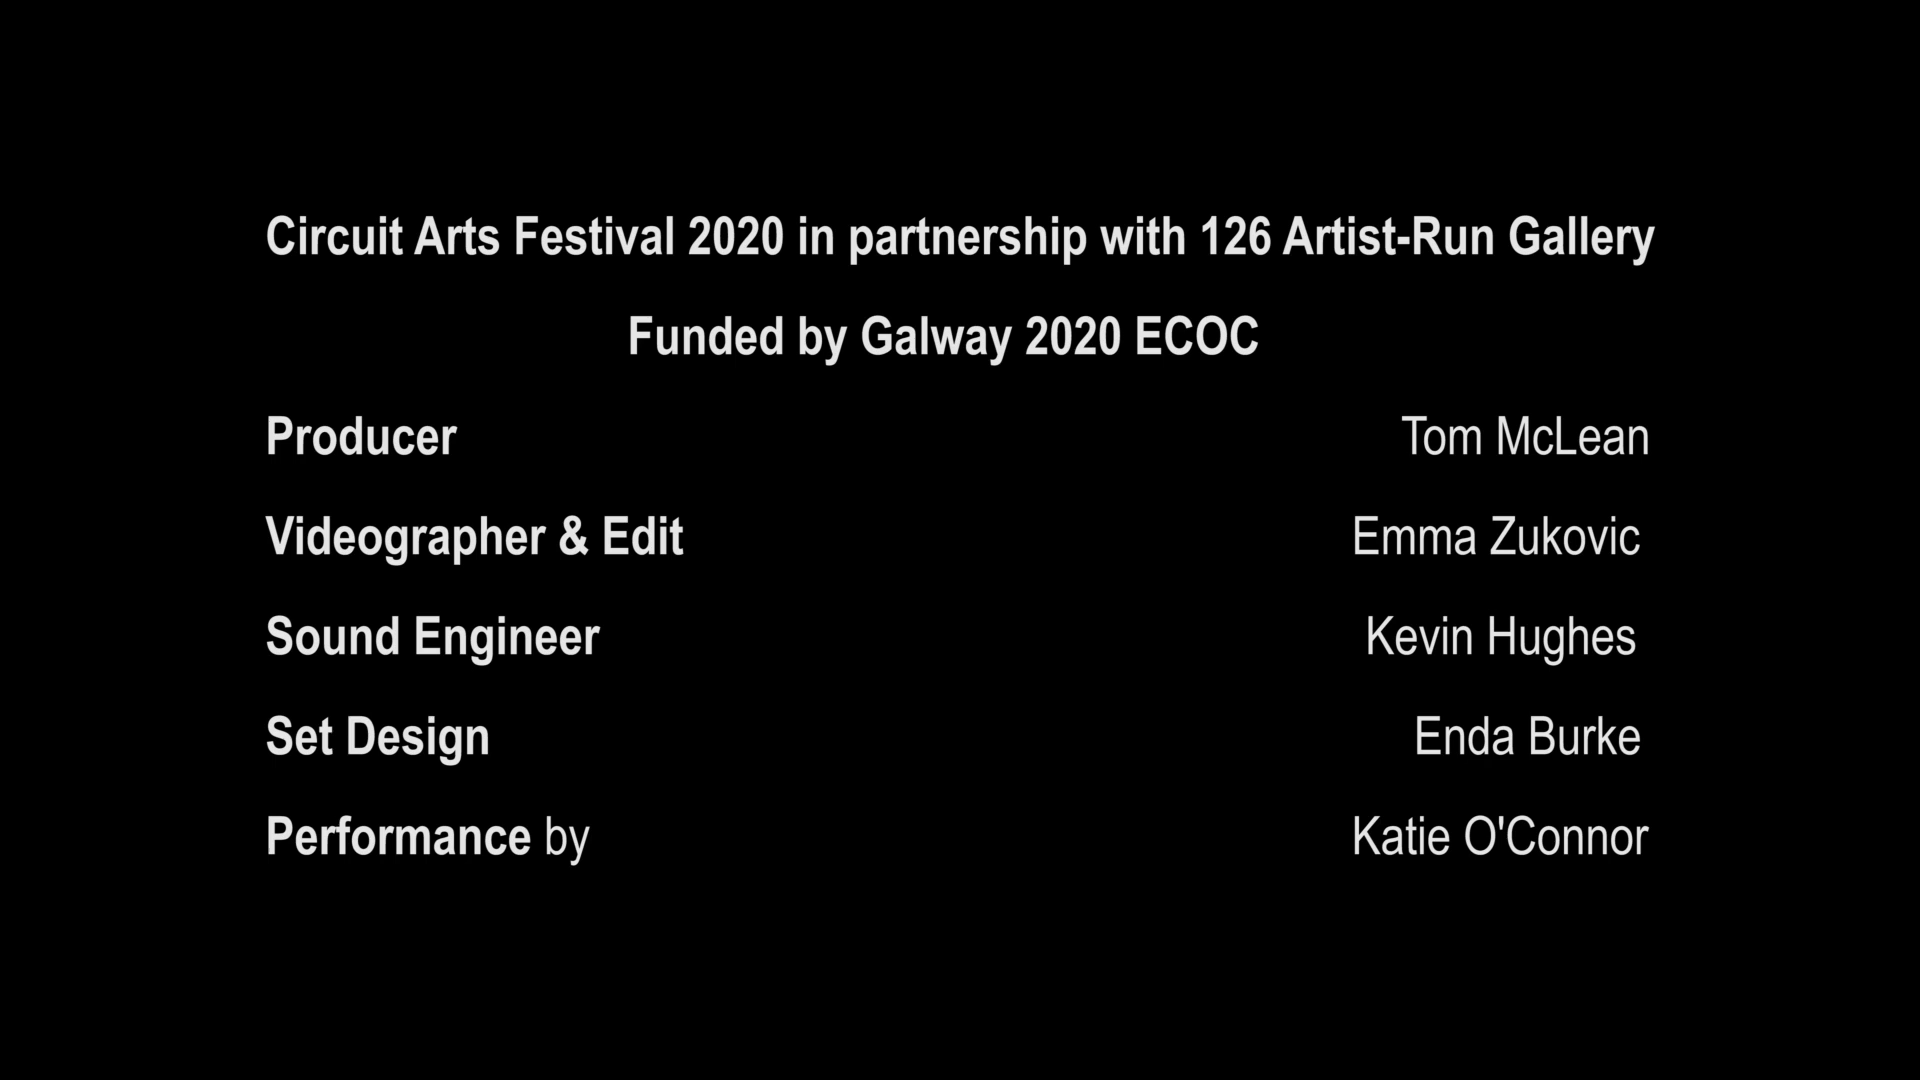 Circuit Arts Festival 2020 in partnership with 126 Artist-Run Gallery
Funded by Galway 2020 ECOC
Producer Tom McLean
Videographer & Edit Emma Zukovic
Sound Engineer Kevin Hughes
Set Design Enda Burke
Performance by Katie O'Connor